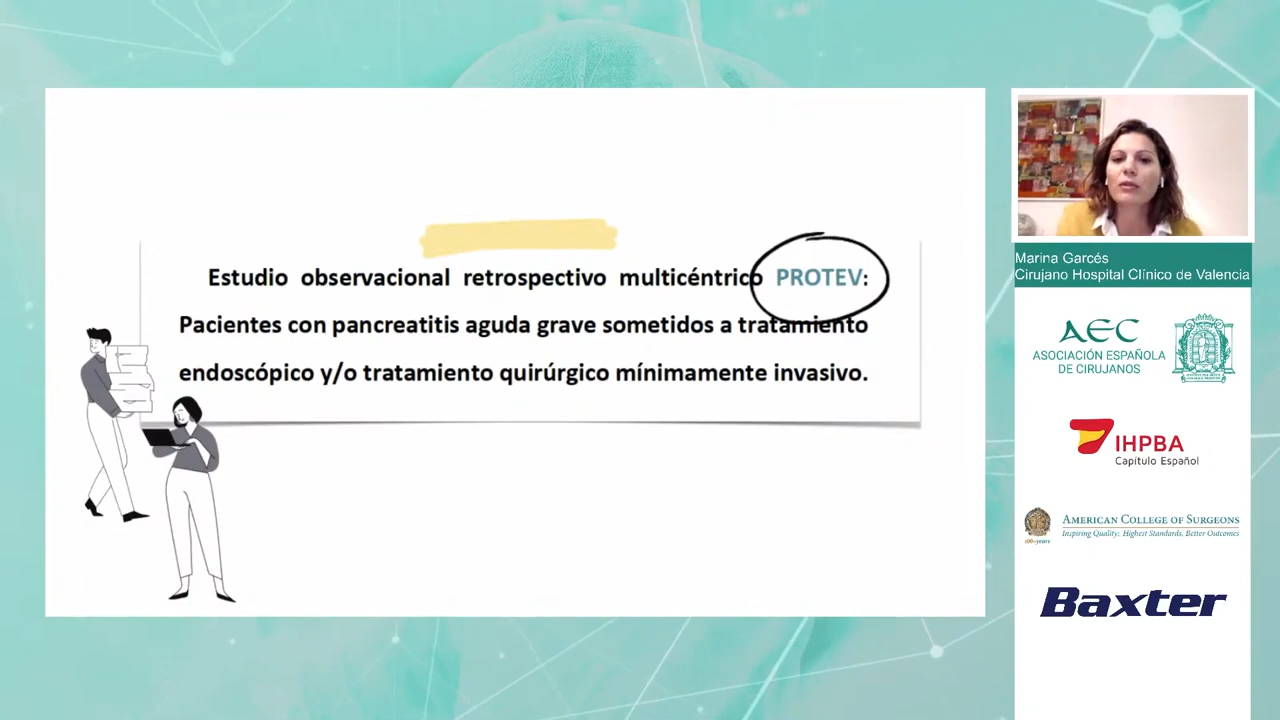 Estudio observacional retrospectivo multicéntrico PROTEV:
Pacientes con pancreatitis aguda grave sometidos a tratamiento
endoscópico y/o tratamiento quirúrgico mínimamente invasivo.
Marina Garcés
Cirujano Hospital Clínico de Valencia
AEC
ASOCIACIÓN ESPAÑOLA
DE CIRUJANOS
IHPBA
Capítulo Español
100+years
AMERICAN COLLEGE OF SURGEONS
Inspiring Quality: Highest Standards, Better Outcomes
Baxter